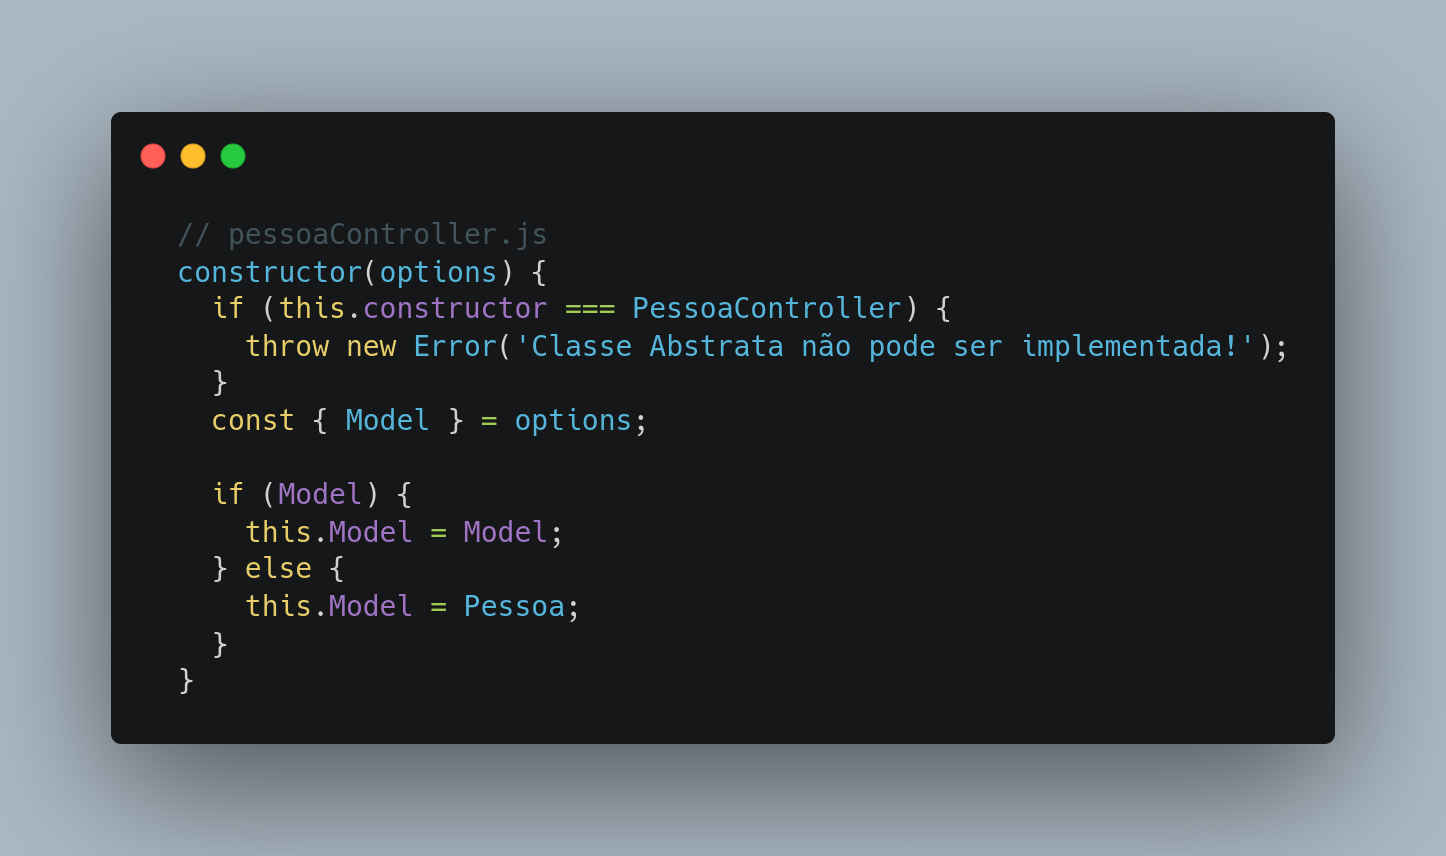 // pessoaController.js
constructor(options) {
  if (this.constructor === PessoaController) {
    throw new Error('Classe Abstrata não pode ser implementada!');
  }
  const { Model } = options;

  if (Model) {
    this.Model = Model;
  } else {
    this.Model = Pessoa;
  }
}